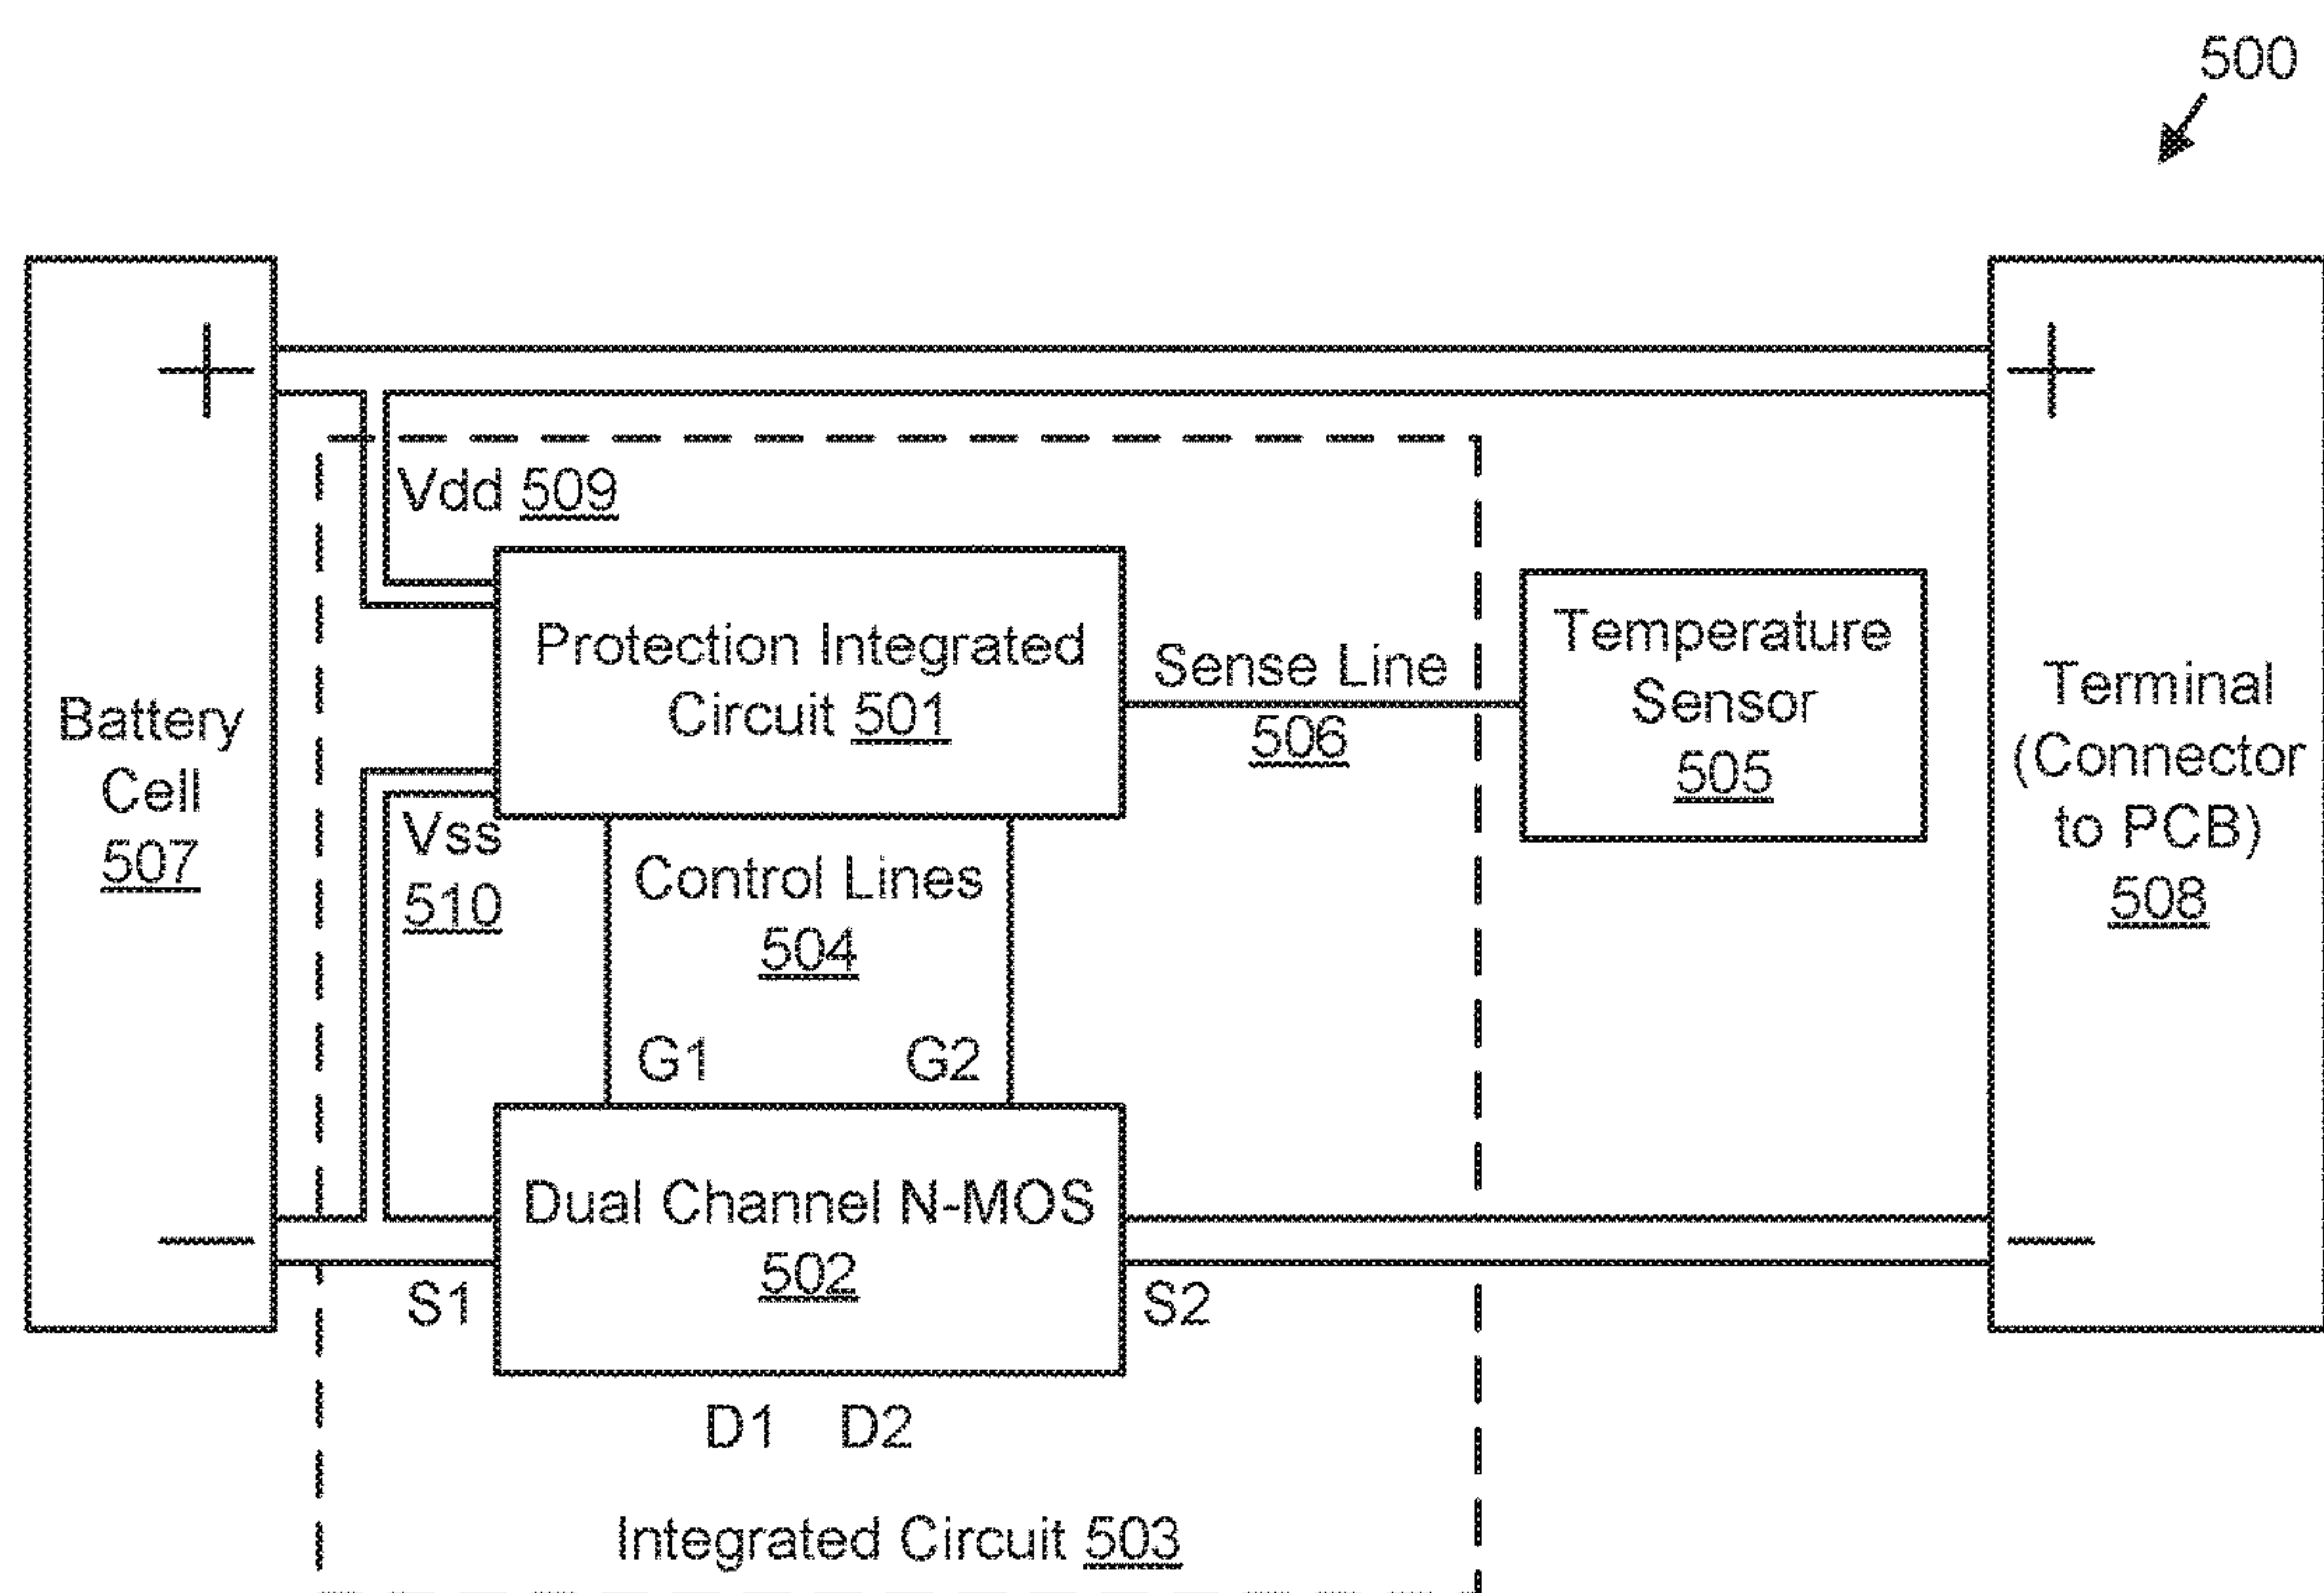 500
+
+
Vdd 509
Protection Integrated
Circuit 501
Sense Line
506
Temperature
Sensor
505
Battery
Cell
507
Terminal
(Connector
to PCB)
508
Vss
510
Control Lines
504
G1 G2
Dual Channel N-MOS
502
−
−
S1
S2
D1 D2
Integrated Circuit 503